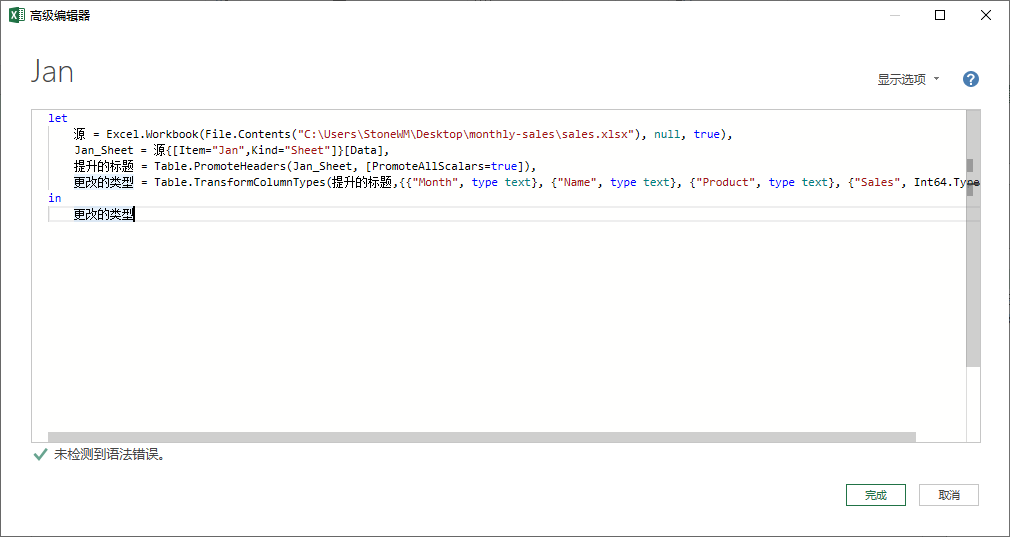 高级编辑器
Jan
显示选项
let
源 = Excel.Workbook(File.Contents("C:\Users\StoneWM\Desktop\monthly-sales\sales.xlsx"), null, true),
Jan_Sheet = 源{[Item="Jan",Kind="Sheet"]}[Data],
提升的标题 = Table.PromoteHeaders(Jan_Sheet, [PromoteAllScalars=true]),
更改的类型 = Table.TransformColumnTypes(提升的标题,{{"Month", type text}, {"Name", type text}, {"Product", type text}, {"Sales", Int64.Type
in
更改的类型
未检测到语法错误。
完成
取消